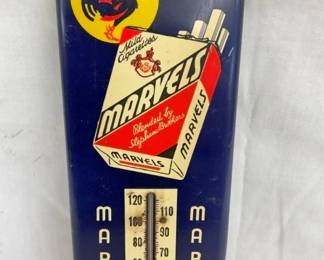 Mild
Cigarettes
MARVELS
Blended by
Stephano Brothers
MARVELS
MARVELS
120
110
100
90
80
70
M
A
R
M
A
R